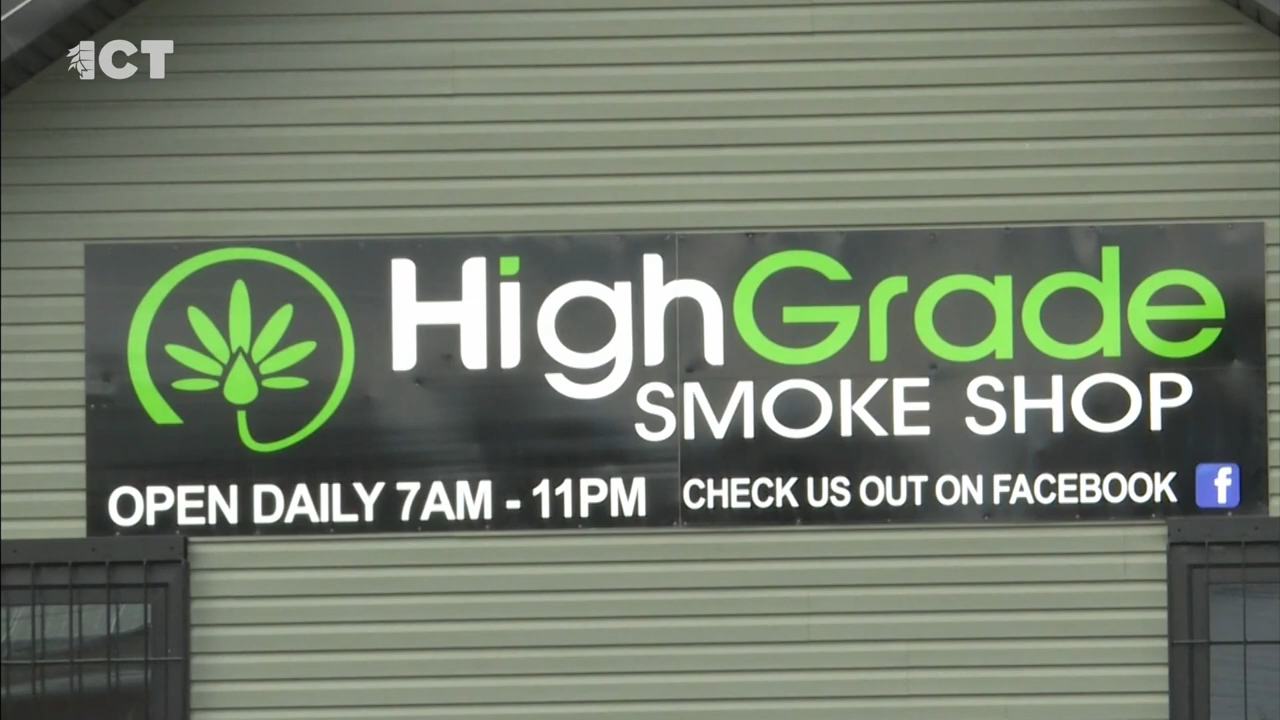 ICT
HighGrade
SMOKE SHOP
OPEN DAILY 7AM - 11PM
CHECK US OUT ON FACEBOOK f